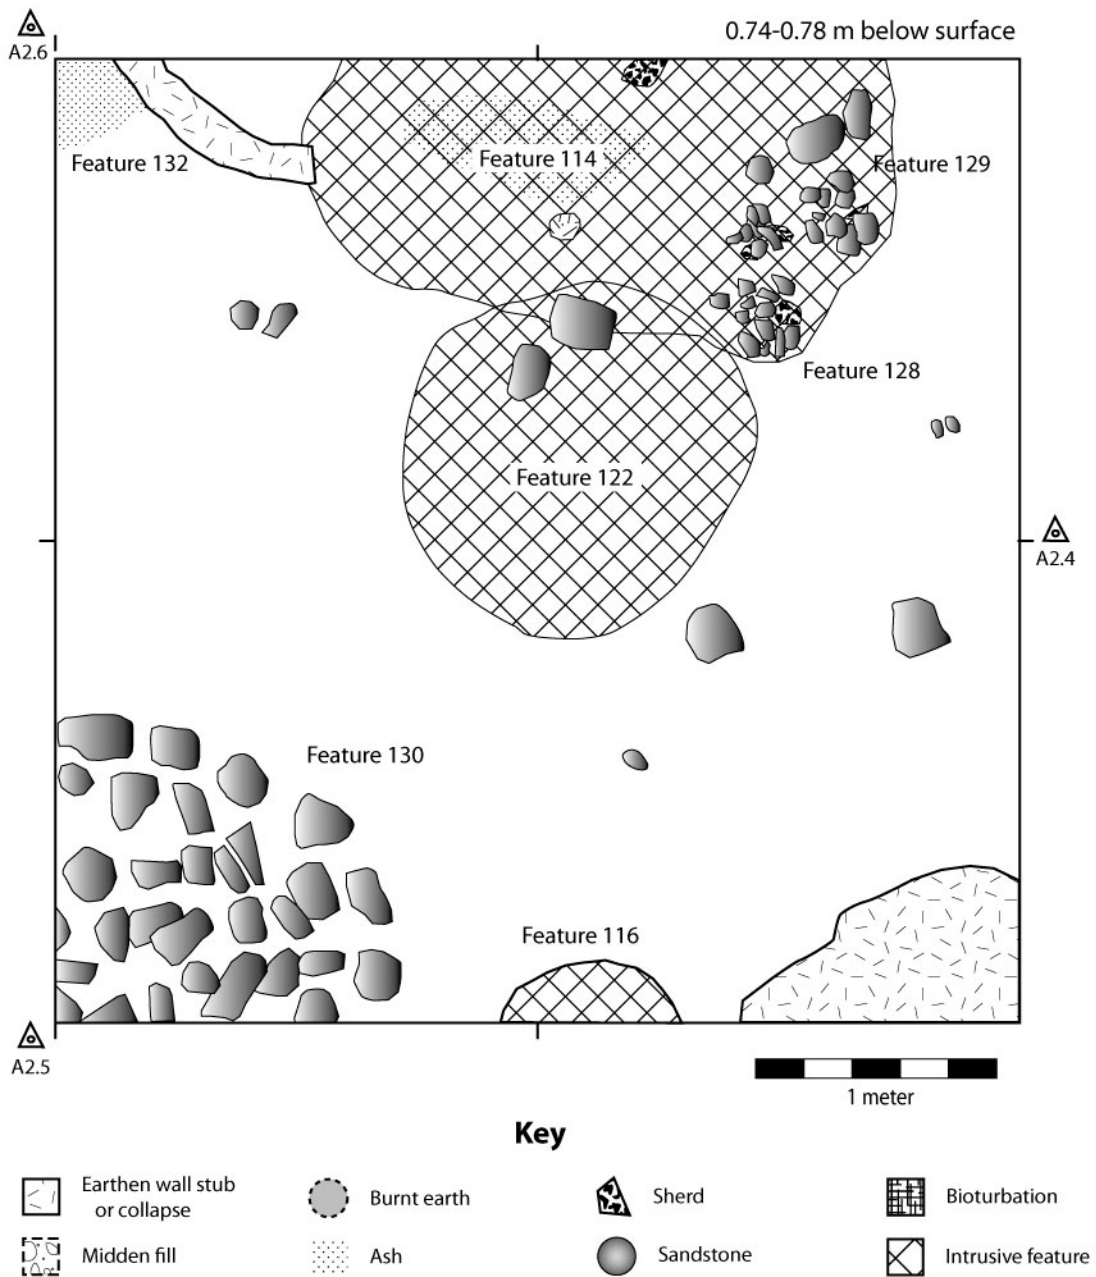 0.74-0.78 m below surface
A2.6
Feature 132
Feature 114
Feature 129
Feature 128
Feature 122
A2.4
Feature 130
Feature 116
A2.5
1 meter
Key
Earthen wall stub
or collapse
Burnt earth
Sherd
Bioturbation
Midden fill
Ash
Sandstone
Intrusive feature